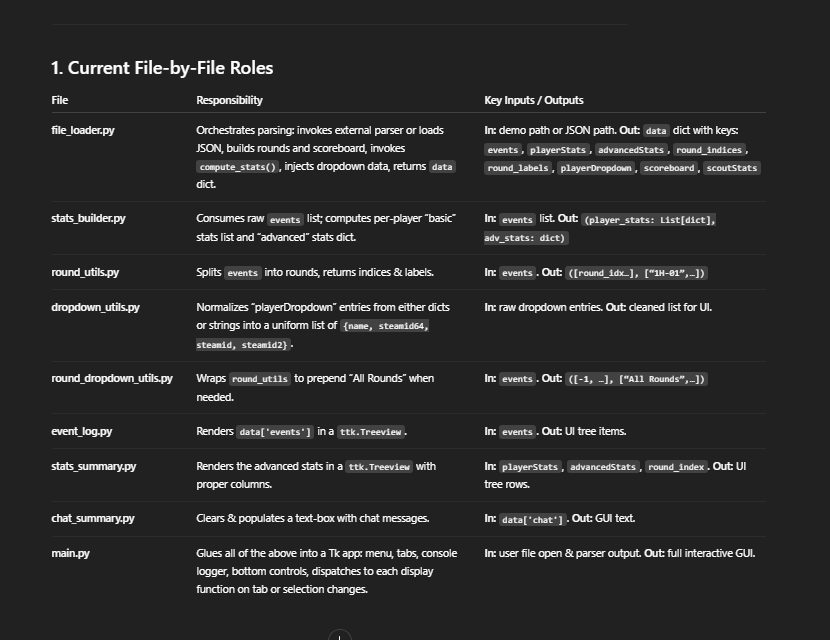 1. Current File-by-File Roles
File Responsibility Key Inputs / Outputs
file_loader.py Orchestrates parsing: invokes external parser or loads In: demo path or JSON path. Out: data dict with keys:
JSON, builds rounds and scoreboard, invokes events, playerStats, advancedStats, round_indices,
compute_stats(), injects dropdown data, returns data round_labels, playerDropdown, scoreboard, scoutStats
dict.
stats_builder.py Consumes raw events list; computes per-player “basic” In: events list. Out: (player_stats: List[dict],
stats list and “advanced” stats dict. adv_stats: dict)
round_utils.py Splits events into rounds, returns indices & labels. In: events. Out: ([round_idx…], [“1H-01”,…])
dropdown_utils.py Normalizes “playerDropdown” entries from either dicts In: raw dropdown entries. Out: cleaned list for UI.
or strings into a uniform list of {name, steamid64,
steamid, steamid2}.
round_dropdown_utils.py Wraps round_utils to prepend “All Rounds” when In: events. Out: ([-1, …], [“All Rounds”,…])
needed.
event_log.py Renders data['events'] in a ttk.Treeview. In: events. Out: UI tree items.
stats_summary.py Renders the advanced stats in a ttk.Treeview with In: playerStats, advancedStats, round_index. Out: UI
proper columns. tree rows.
chat_summary.py Clears & populates a text-box with chat messages. In: data['chat']. Out: GUI text.
main.py Glues all of the above into a Tk app: menu, tabs, console In: user file open & parser output. Out: full interactive GUI.
logger, bottom controls, dispatches to each display
function on tab or selection changes.